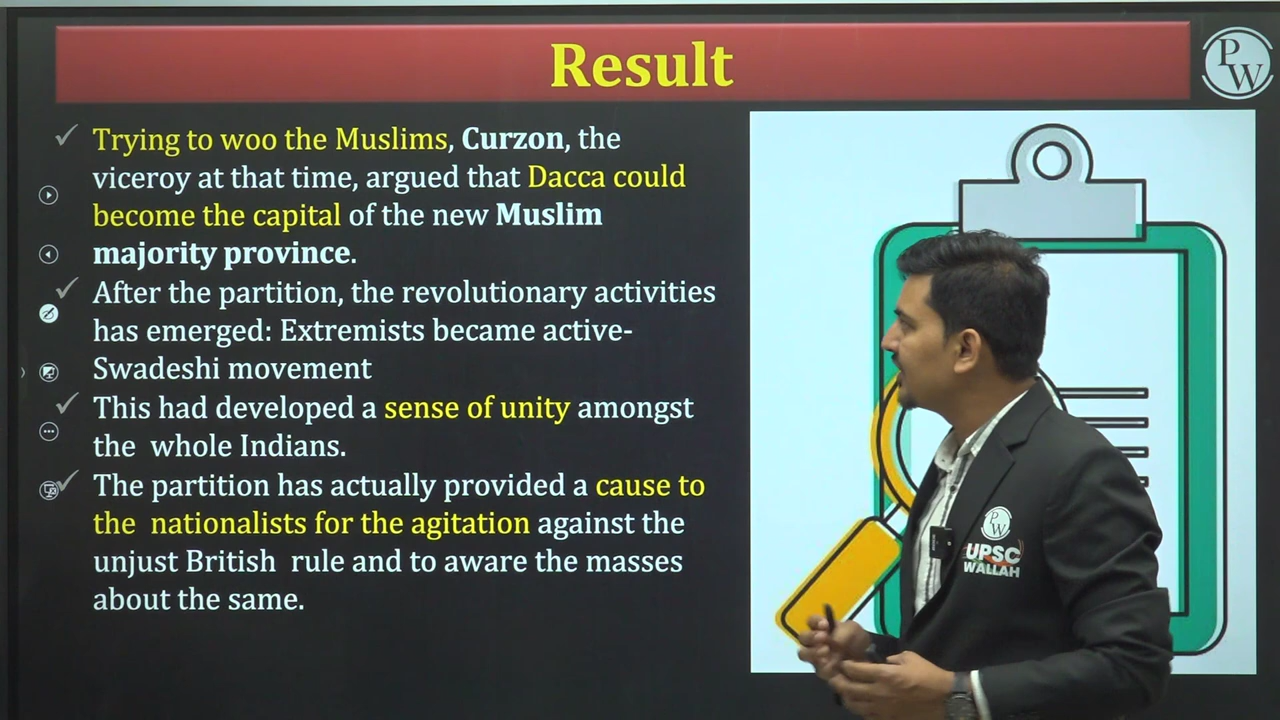 Result
PW
Trying to woo the Muslims, Curzon, the
viceroy at that time, argued that Dacca could
become the capital of the new Muslim
majority province.
After the partition, the revolutionary activities
has emerged: Extremists became active-
Swadeshi movement
This had developed a sense of unity amongst
the whole Indians.
The partition has actually provided a cause to
the nationalists for the agitation against the
unjust British rule and to aware the masses
about the same.
PW
UPSC
WALLAH